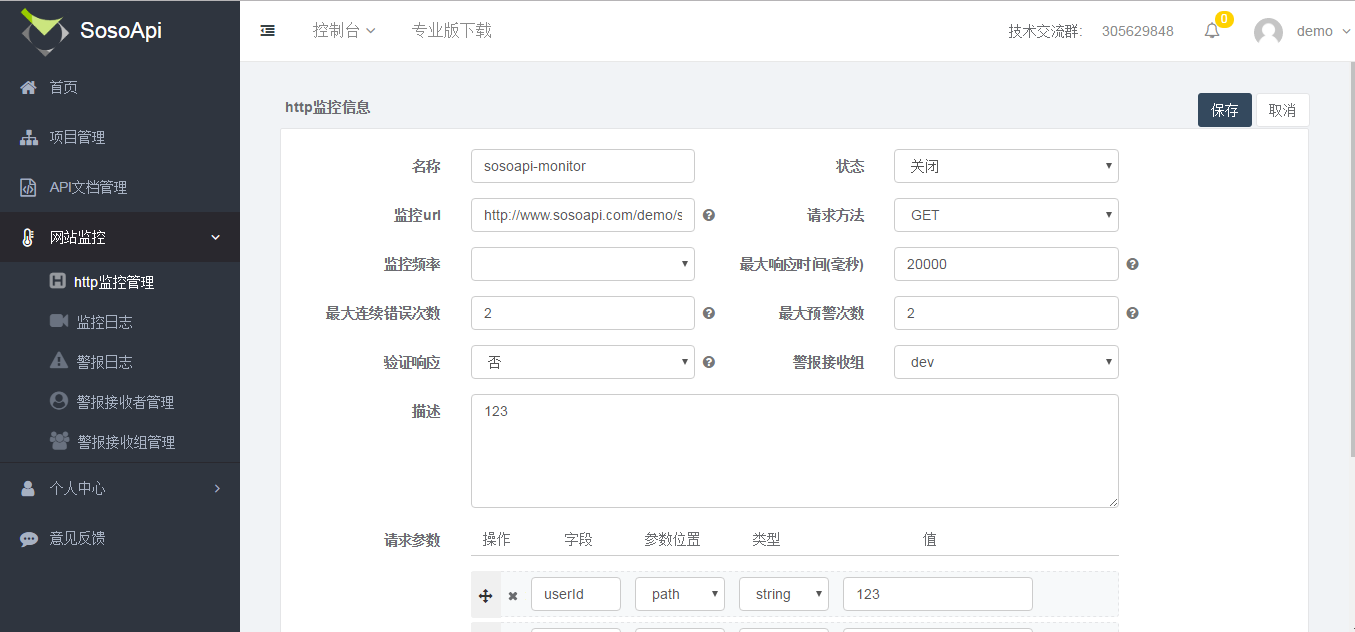 SosoApi
控制台 专业版下载 技术交流群: 305629848 0 demo
首页
项目管理
API文档管理
网站监控
http监控管理
监控日志
警报日志
警报接收者管理
警报接收组管理
个人中心
意见反馈
http监控信息 保存 取消
名称 sosoapi-monitor 状态 关闭
监控url http://www.sosoapi.com/demo/s 请求方法 GET
监控频率 最大响应时间(毫秒) 20000
最大连续错误次数 2 最大预警次数 2
验证响应 否 警报接收组 dev
描述 123
请求参数 操作 字段 参数位置 类型 值
userId path string 123